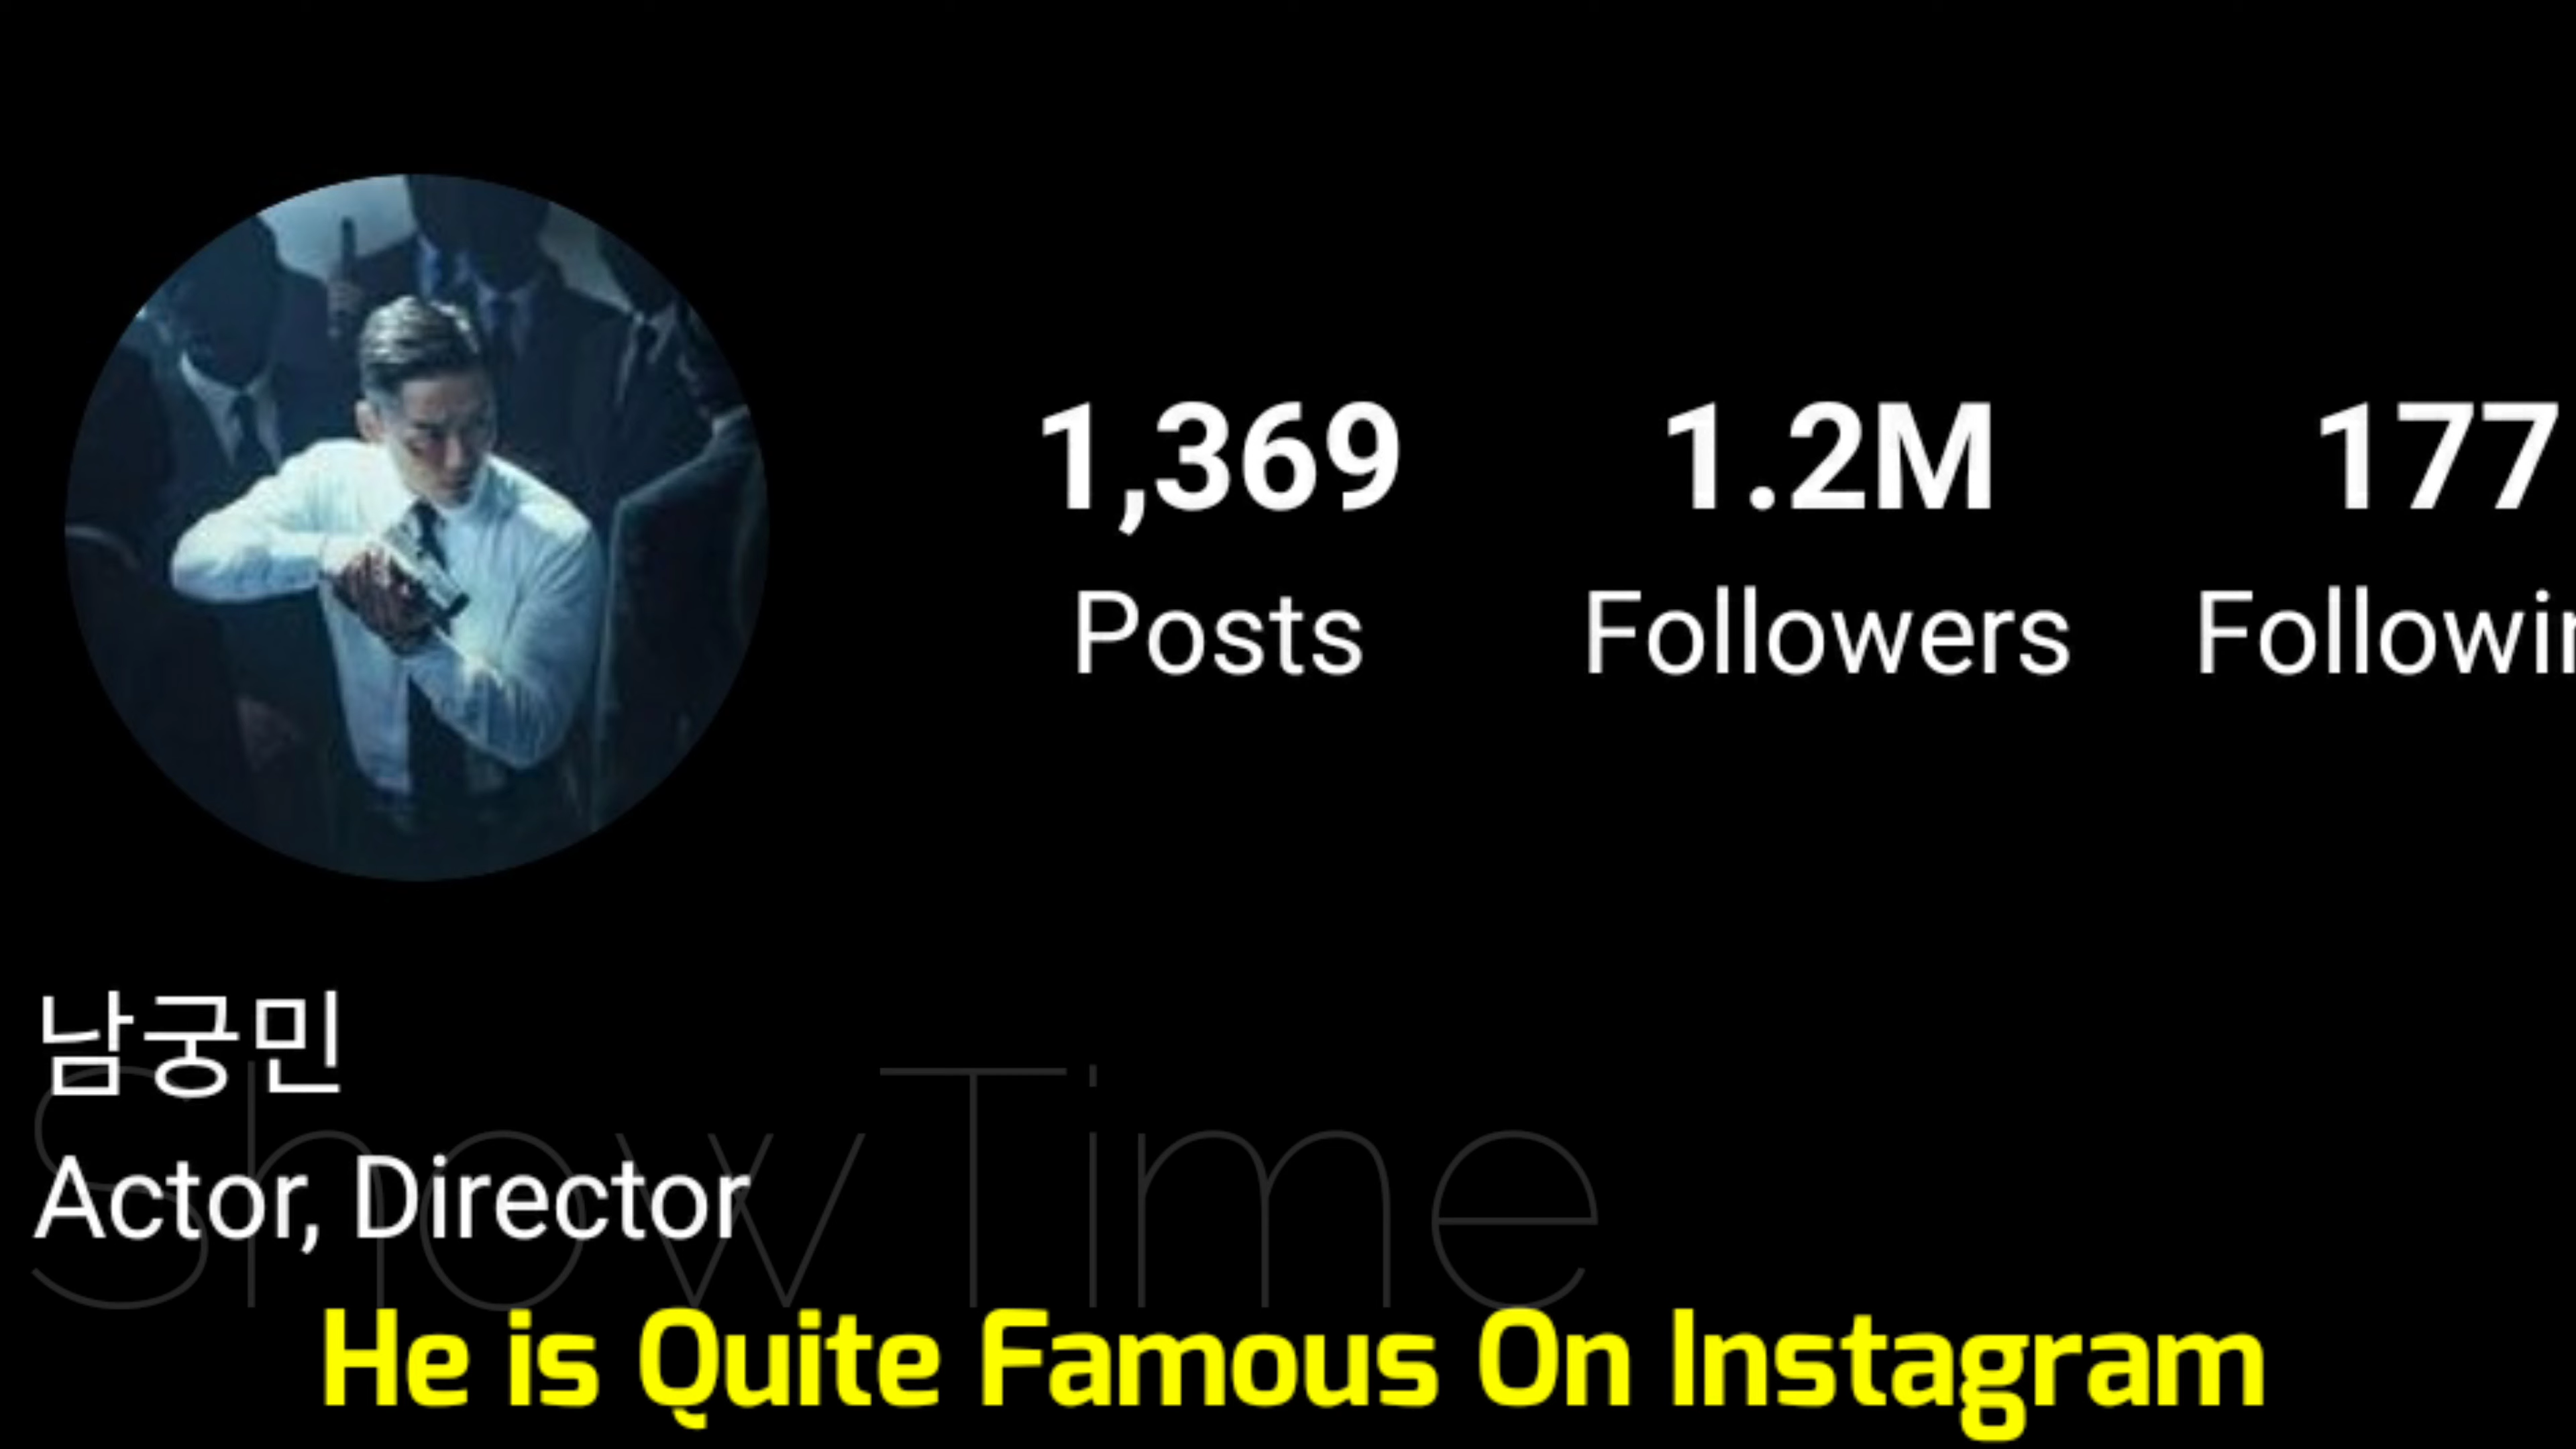 1,369 1.2M 177
Posts Followers Followin
남궁민
Show Time
Actor, Director
He is Quite Famous On Instagram